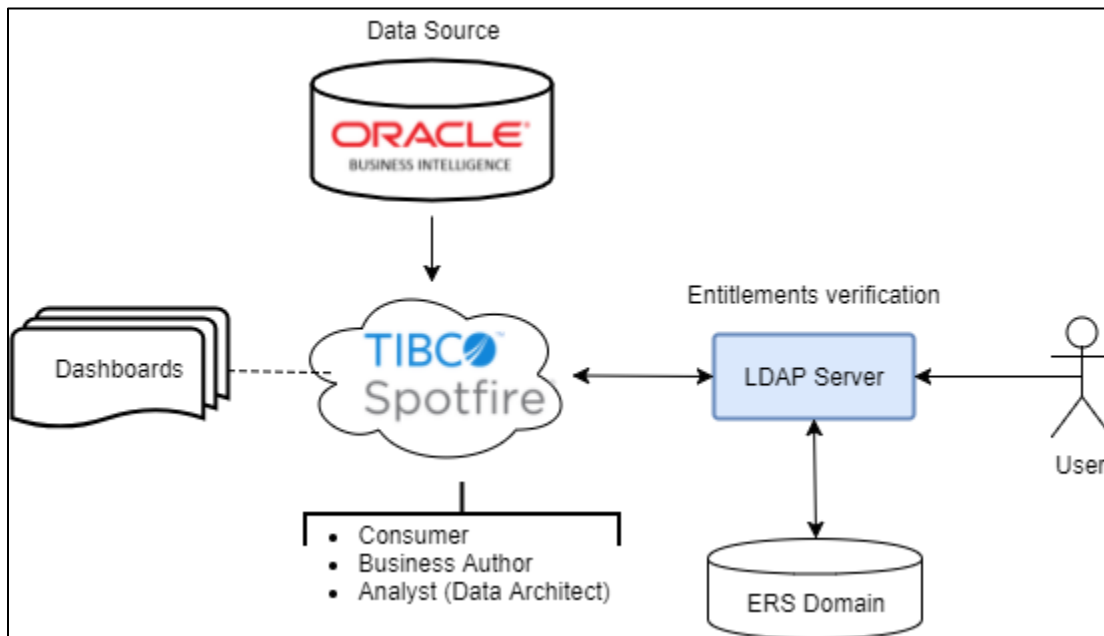 Data Source
ORACLE®
BUSINESS INTELLIGENCE
Entitlements verification
TIBCO™
Spotfire
Dashboards
LDAP Server
User
• Consumer
• Business Author
• Analyst (Data Architect)
ERS Domain